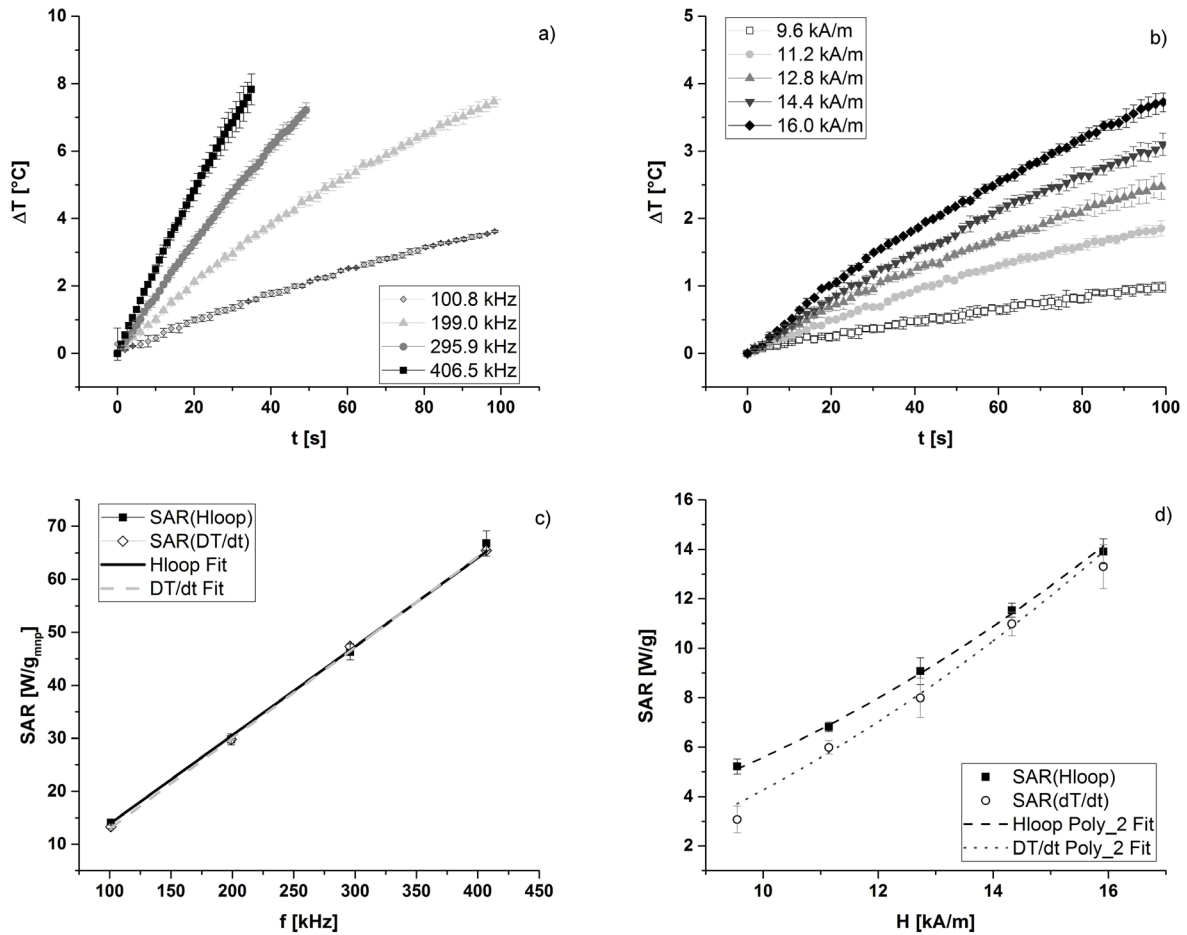 a)
10
8
6
4
2
0
ΔT [°C]
0 20 40 60 80 100
t [s]
100.8 kHz
199.0 kHz
295.9 kHz
406.5 kHz
b)
5
4
3
2
1
0
ΔT [°C]
0 20 40 60 80 100
t [s]
9.6 kA/m
11.2 kA/m
12.8 kA/m
14.4 kA/m
16.0 kA/m
c)
70
60
50
40
30
20
10
SAR [W/gmnp]
50 100 150 200 250 300 350 400 450
f [kHz]
SAR(Hloop)
SAR(DT/dt)
Hloop Fit
DT/dt Fit
d)
16
14
12
10
8
6
4
2
SAR [W/g]
10 12 14 16
H [kA/m]
SAR(Hloop)
SAR(dT/dt)
Hloop Poly_2 Fit
DT/dt Poly_2 Fit